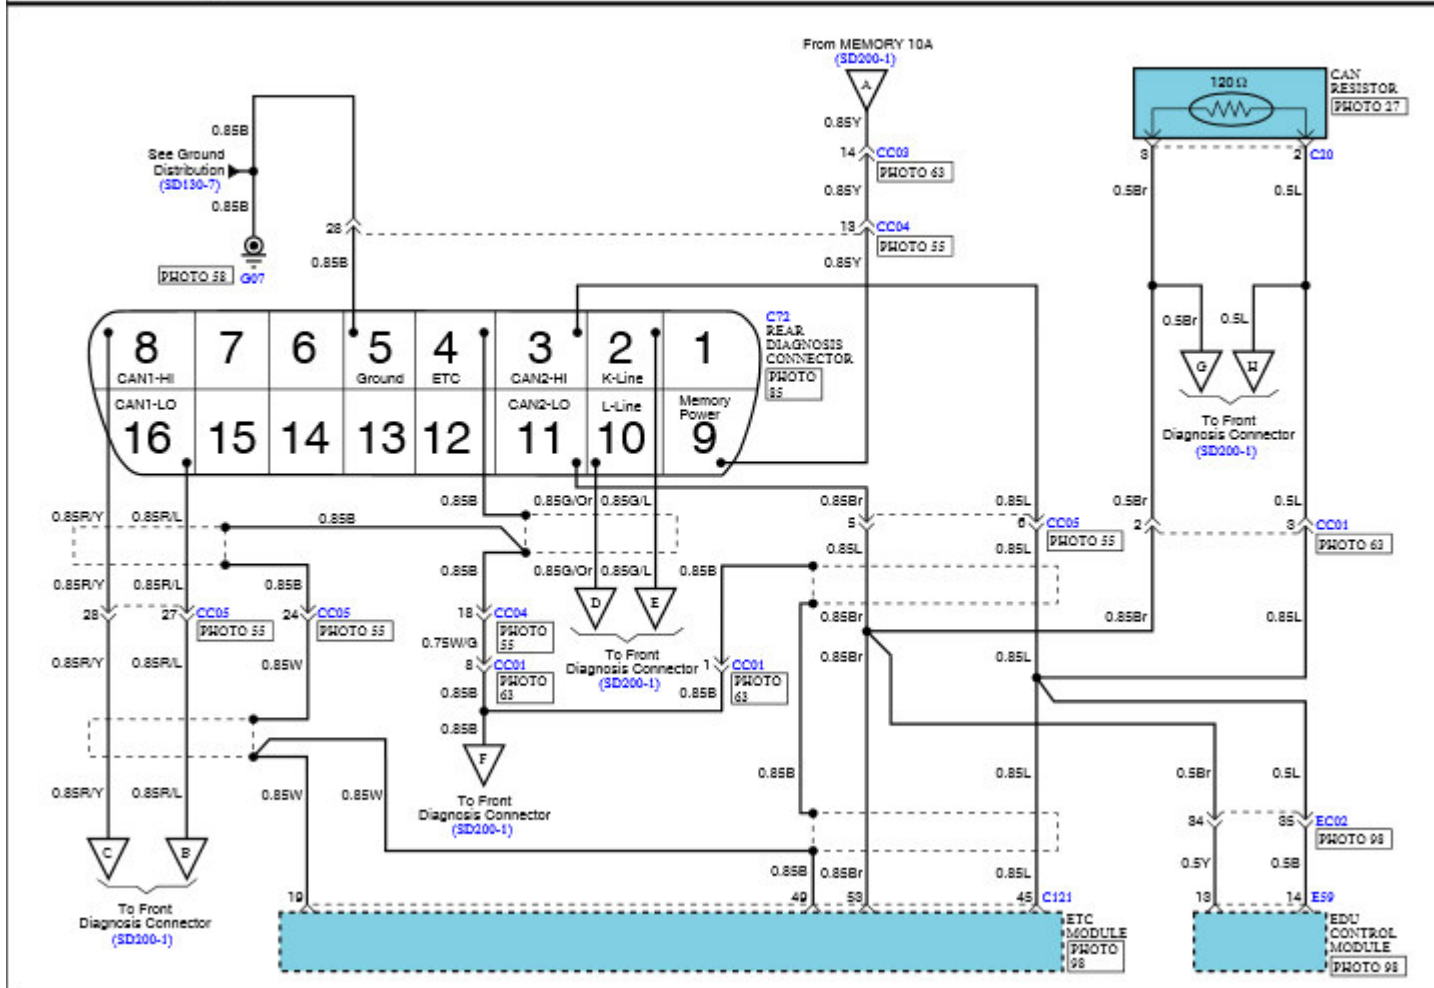 From MEMORY 10A
(SD200-1)
A
0.85Y
14 CC03
PHOTO 63
0.85Y
13 CC04
PHOTO 55
0.85Y
120Ω
CAN
RESISTOR
PHOTO 27
3
2 C20
0.5Br
0.5L
0.5Br
0.5L
G
H
To Front
Diagnosis Connector
(SD200-1)
0.85B
See Ground
Distribution
(SD130-7)
0.85B
28
0.85B
PHOTO 58
G07
C72
REAR
DIAGNOSIS
CONNECTOR
PHOTO
85
8
CAN1-HI
7
6
5
Ground
4
ETC
3
CAN2-HI
2
K-Line
1
CAN1-LO
16
15
14
13
12
CAN2-LO
11
L-Line
10
Memory
Power
9
0.85R/Y
0.85R/L
0.85B
0.85B
0.85G/Or
0.85G/L
0.85Br
0.85L
0.5Br
0.5L
5
6 CC05
PHOTO 55
2
3 CC01
PHOTO 63
0.85L
0.85L
0.85R/Y
0.85R/L
0.85B
0.85B
0.85G/Or
0.85G/L
0.85B
28
27 CC05
PHOTO 55
24 CC05
PHOTO 55
18 CC04
PHOTO
55
D
E
0.85Br
0.85Br
0.85L
0.75W/G
To Front
Diagnosis Connector
(SD200-1)
0.85R/Y
0.85R/L
0.85W
8 CC01
PHOTO
63
1 CC01
PHOTO
63
0.85Br
0.85L
0.85B
0.85B
0.85B
F
To Front
Diagnosis Connector
(SD200-1)
0.85R/Y
0.85R/L
0.85W
0.85W
0.85B
0.85L
0.5Br
0.5L
34
35 EC02
PHOTO 98
C
B
To Front
Diagnosis Connector
(SD200-1)
0.85B
0.85Br
0.85L
0.5Y
0.5B
19
49
53
45 C121
ETC
MODULE
PHOTO
98
13
14 E59
EDU
CONTROL
MODULE
PHOTO 98